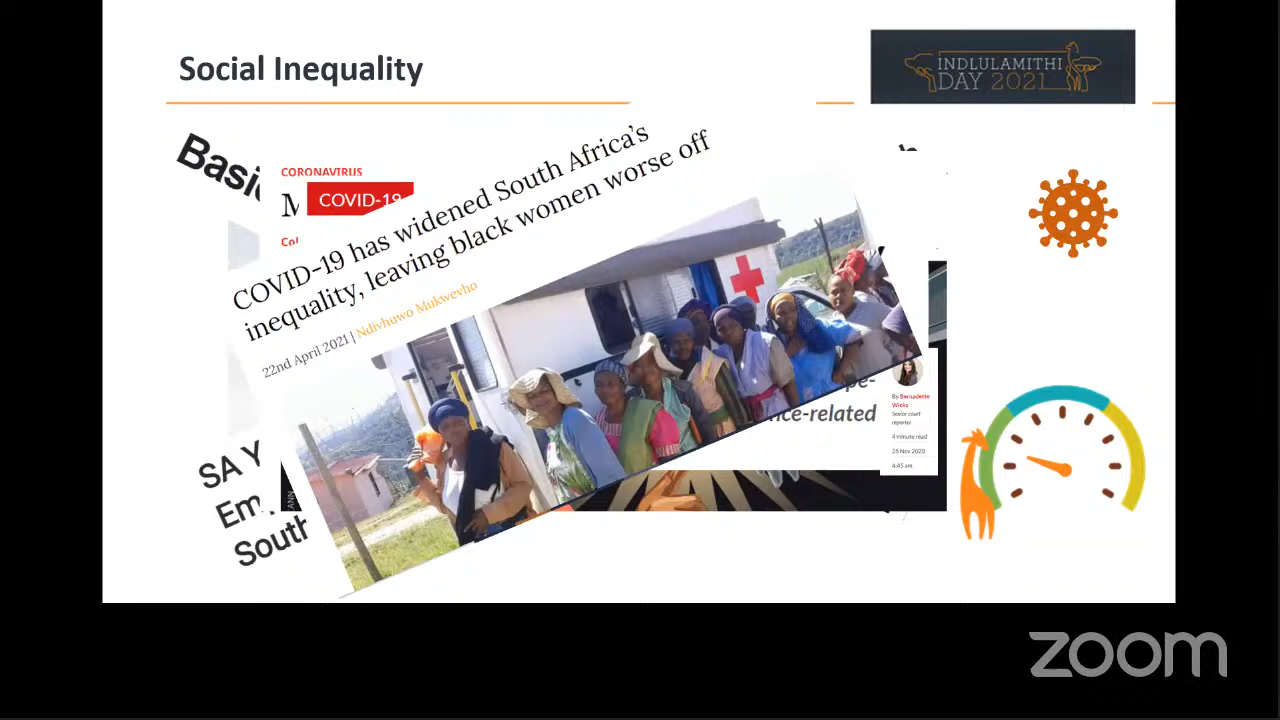 Social Inequality
INDLULAMITHI
DAY 2021
Basic
CORONAVIRUS
COVID-19
COVID-19 has widened South Africa's
inequality, leaving black women worse off
22nd April 2021 | Ndivhuwo Mukwevho
-related
By Bernadette
Wicks
Senior court
reporter
4 minute read
25 Nov 2020
4:45 am
SA Y
Em
South
zoom